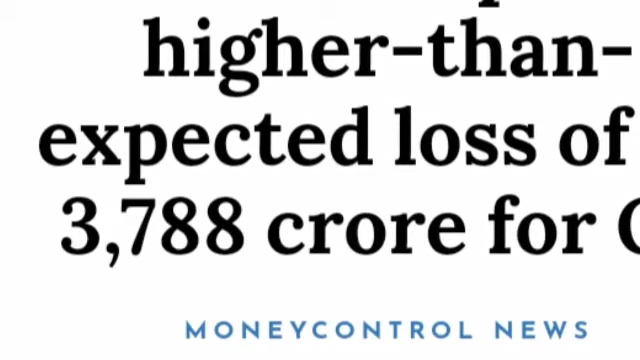 higher-than-
expected loss of
3,788 crore for
MONEYCONTROL NEWS